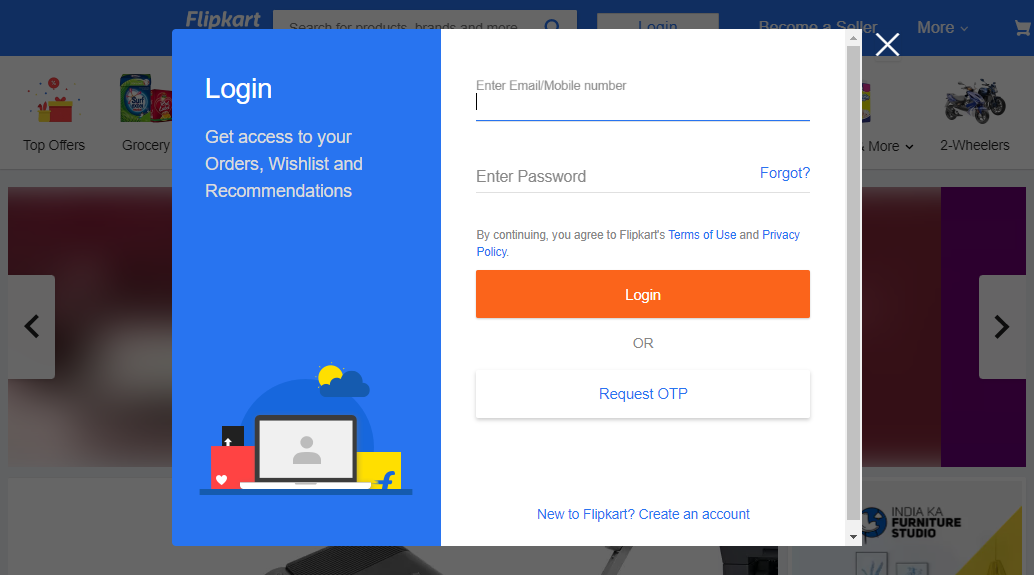 Flipkart
Search for products, brands and more
Login
Become a Seller
More
Top Offers
Grocery
& More
2-Wheelers
Login
Get access to your
Orders, Wishlist and
Recommendations
Enter Email/Mobile number
Enter Password
Forgot?
By continuing, you agree to Flipkart's Terms of Use and Privacy
Policy.
Login
OR
Request OTP
New to Flipkart? Create an account
INDIA KA
FURNITURE
STUDIO